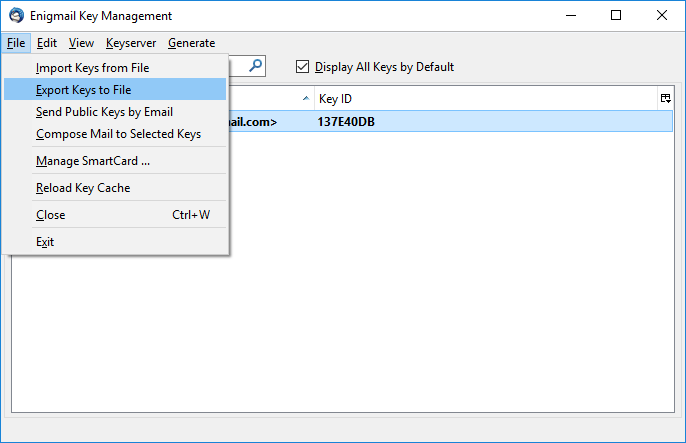 Enigmail Key Management
File Edit View Keyserver Generate
Display All Keys by Default
Import Keys from File
Export Keys to File
Send Public Keys by Email
Compose Mail to Selected Keys
Manage SmartCard ...
Reload Key Cache
Close Ctrl+W
Exit
Key ID
ail.com> 137E40DB